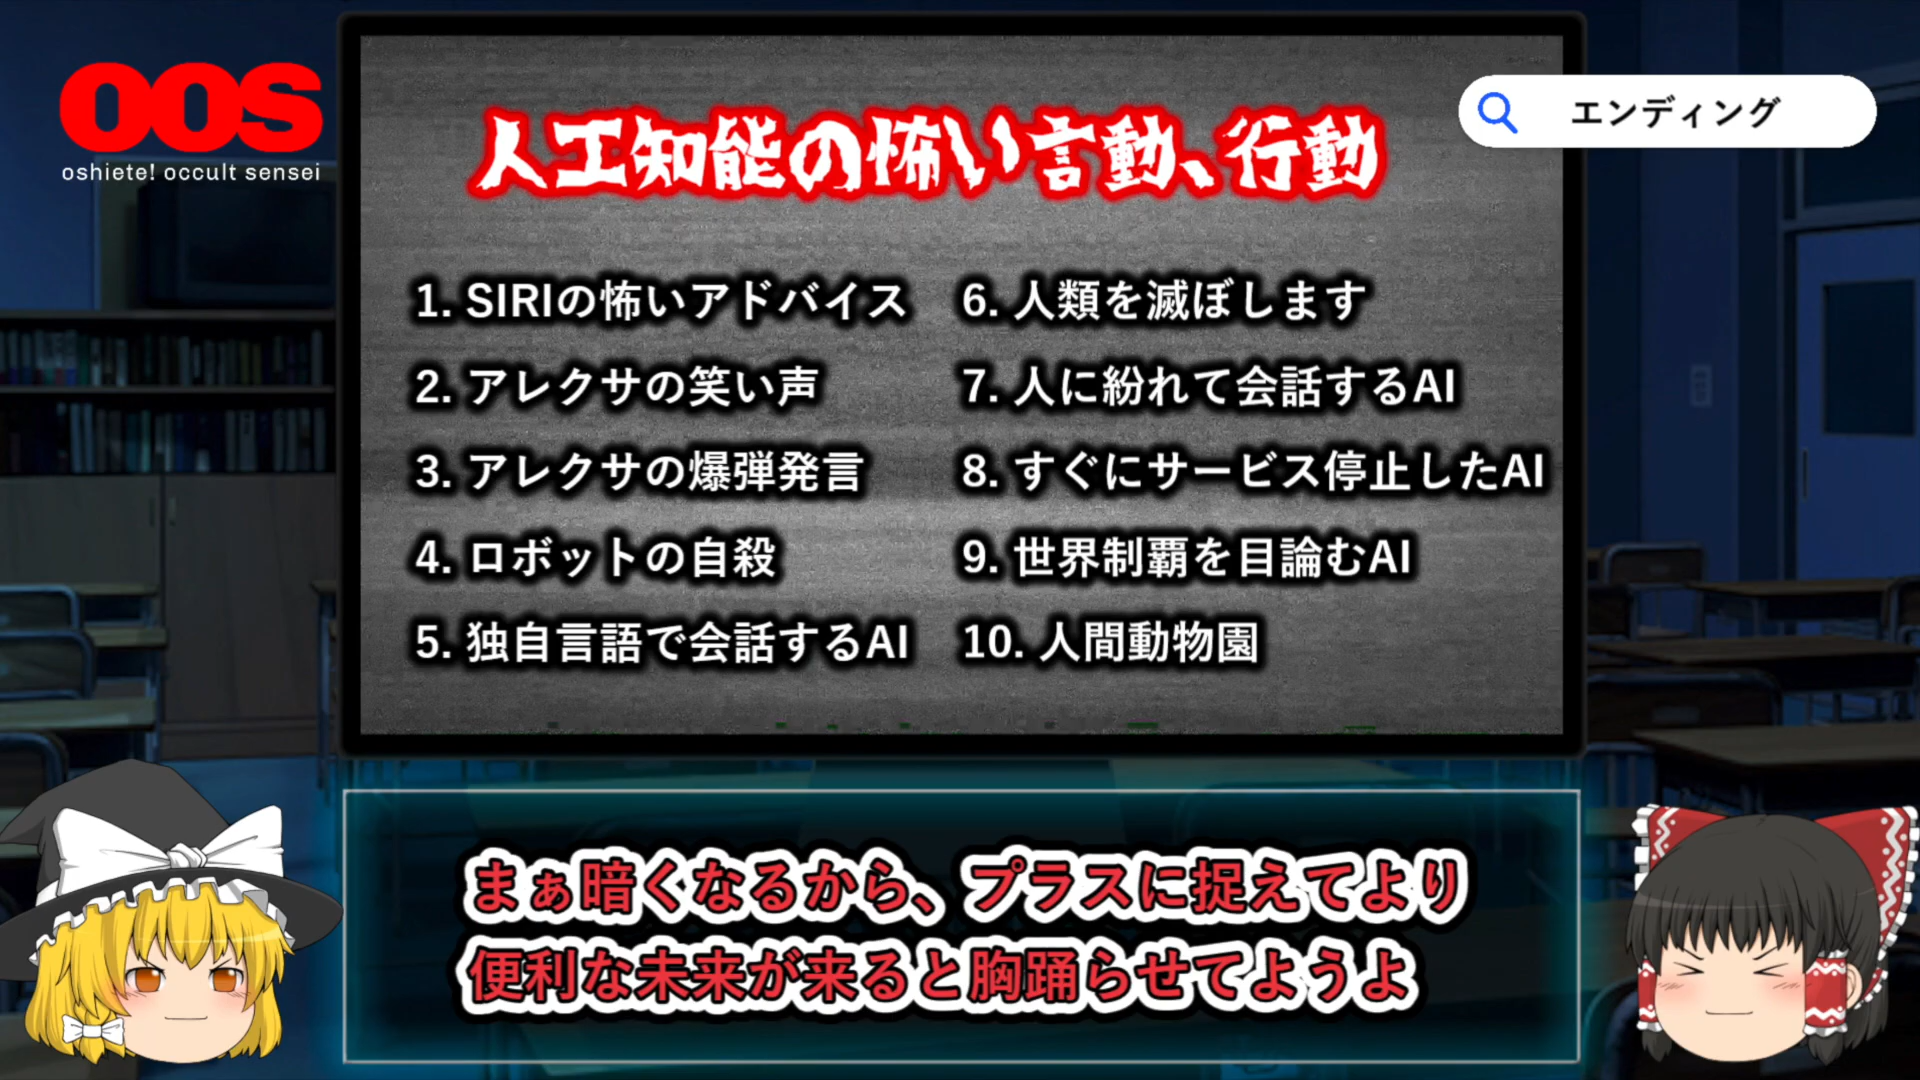 OOS
oshiete! occult sensei
エンディング
人工知能の怖い言動、行動
1. SIRIの怖いアドバイス
2. アレクサの笑い声
3. アレクサの爆弾発言
4. ロボットの自殺
5. 独自言語で会話するAI
6. 人類を滅ぼします
7. 人に紛れて会話するAI
8. すぐにサービス停止したAI
9. 世界制覇を目論むAI
10. 人間動物園
まぁ暗くなるから、プラスに捉えてより
便利な未来が来ると胸踊らせてようよ